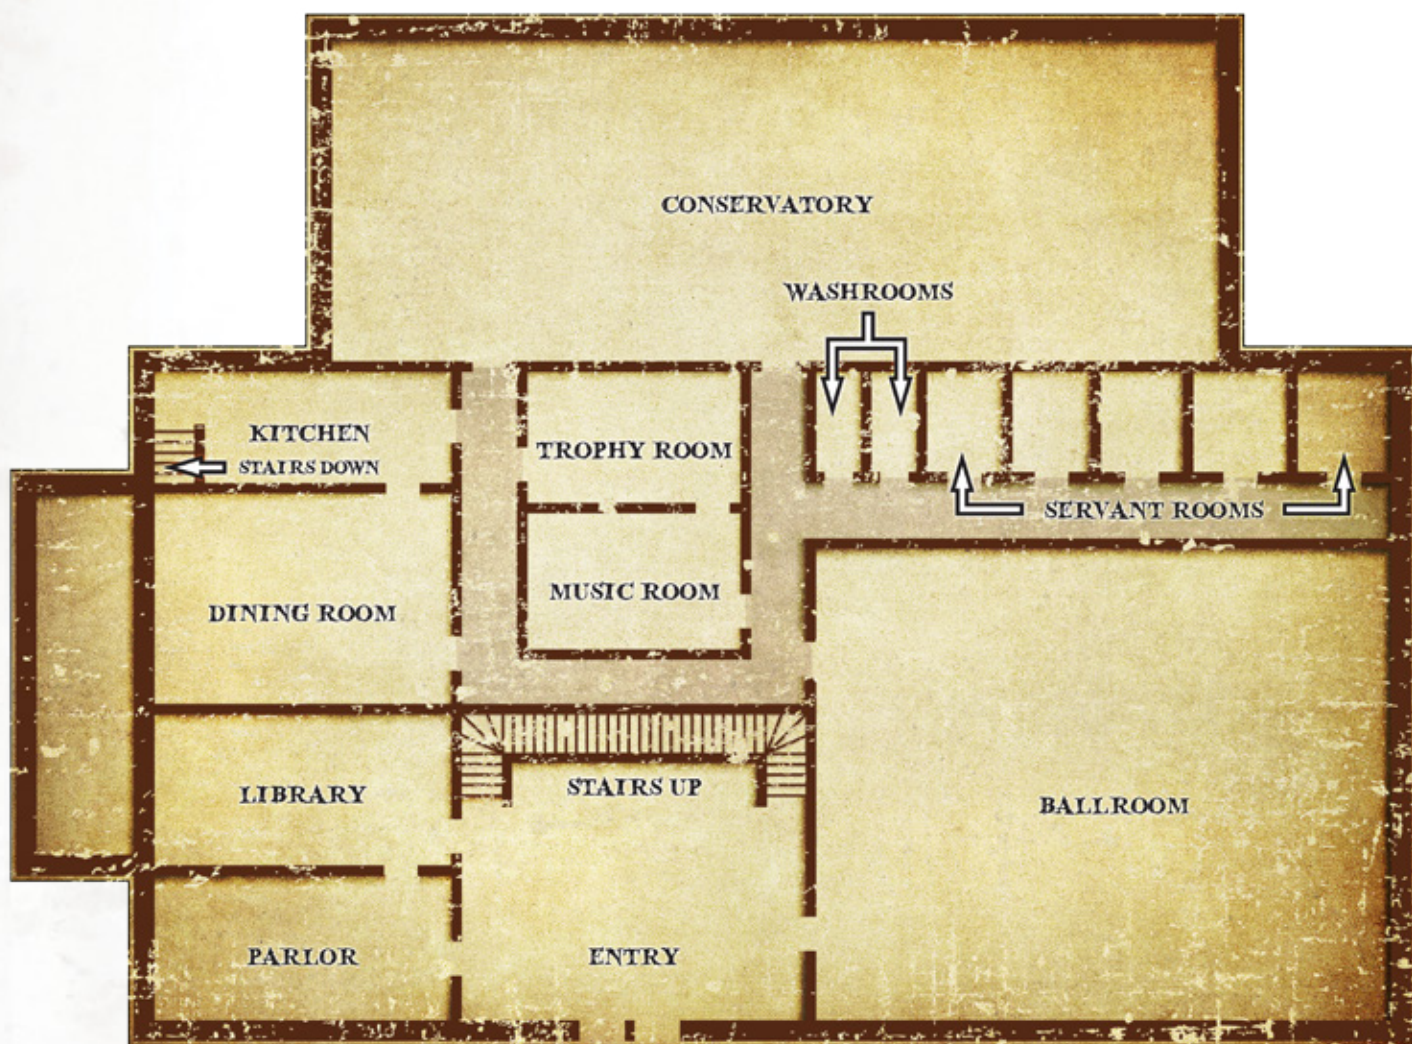 CONSERVATORY
WASHROOMS
KITCHEN
STAIRS DOWN
TROPHY ROOM
SERVANT ROOMS
MUSIC ROOM
DINING ROOM
STAIRS UP
LIBRARY
BALLROOM
PARLOR
ENTRY